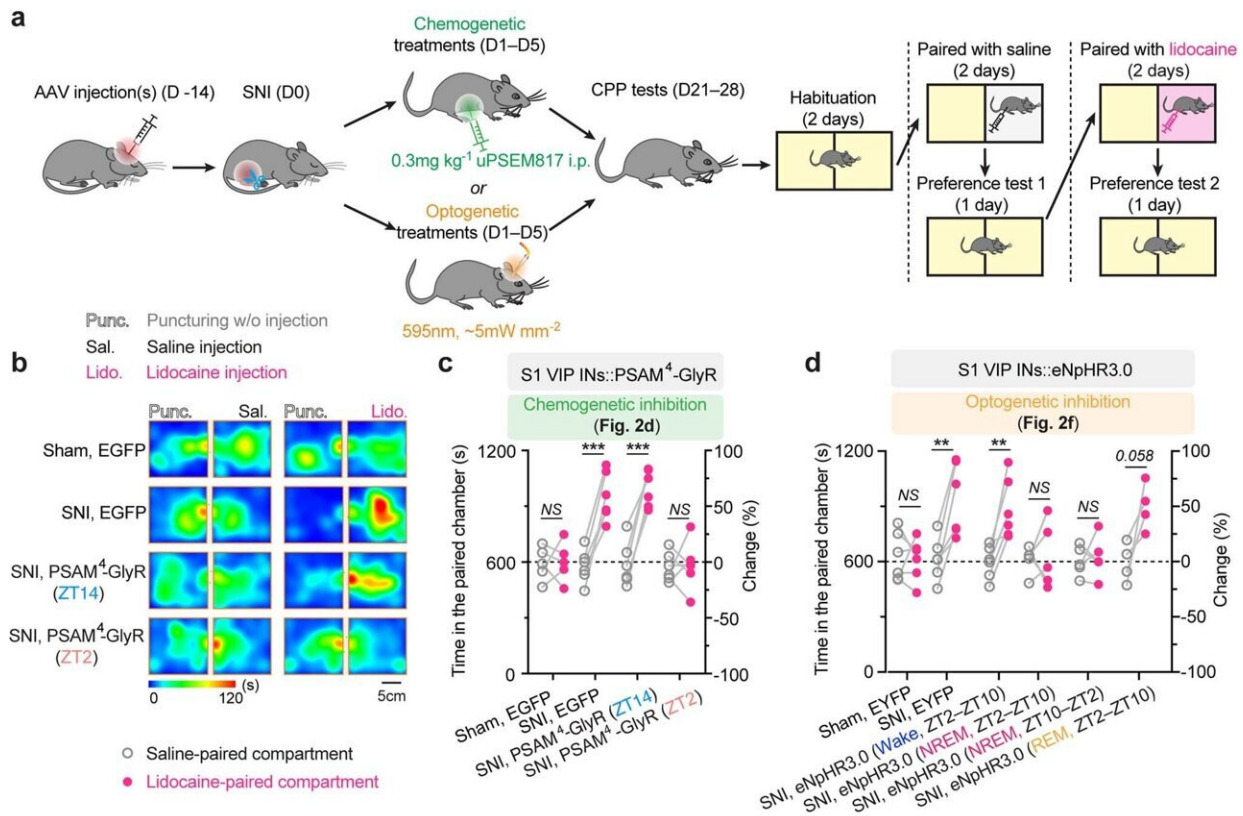 a
Chemogenetic
treatments (D1–D5)
AAV injection(s) (D -14)
SNI (D0)
0.3mg kg⁻¹ uPSEM817 i.p.
or
Optogenetic
treatments (D1–D5)
595nm, ~5mW mm⁻²
CPP tests (D21–28)
Habituation
(2 days)
Paired with saline
(2 days)
Preference test 1
(1 day)
Paired with lidocaine
(2 days)
Preference test 2
(1 day)
Punc. Puncturing w/o injection
Sal. Saline injection
Lido. Lidocaine injection
b
Punc. Sal. Punc. Lido.
Sham, EGFP
SNI, EGFP
SNI, PSAM⁴-GlyR
(ZT14)
SNI, PSAM⁴-GlyR
(ZT2)
0 120 (s)
5cm
Saline-paired compartment
Lidocaine-paired compartment
c
S1 VIP INs::PSAM⁴-GlyR
Chemogenetic inhibition
(Fig. 2d)
Time in the paired chamber (s)
1200
600
0
NS *** *** NS
100
50
0
-50
-100
Change (%)
Sham, EGFP
SNI, EGFP
SNI, PSAM⁴-GlyR (ZT14)
SNI, PSAM⁴-GlyR (ZT2)
d
S1 VIP INs::eNpHR3.0
Optogenetic inhibition
(Fig. 2f)
Time in the paired chamber (s)
1200
600
0
NS ** ** NS NS 0.058
100
50
0
-50
-100
Change (%)
Sham, EYFP
SNI, EYFP
SNI, eNpHR3.0 (Wake, ZT2–ZT10)
SNI, eNpHR3.0 (NREM, ZT2–ZT10)
SNI, eNpHR3.0 (NREM, ZT10–ZT2)
SNI, eNpHR3.0 (REM, ZT2–ZT10)